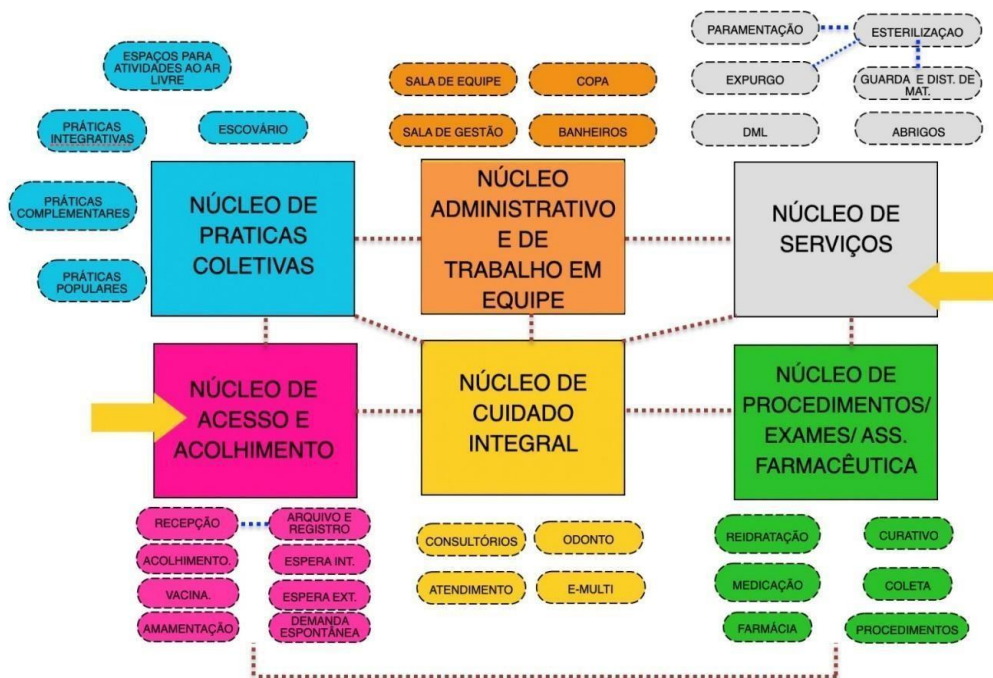 ESPAÇOS PARA
ATIVIDADES AO AR
LIVRE
PRÁTICAS
INTEGRATIVAS
ESCOVÁRIO
PRÁTICAS
COMPLEMENTARES
PRÁTICAS
POPULARES
NÚCLEO DE
PRATICAS
COLETIVAS
SALA DE EQUIPE
COPA
SALA DE GESTÃO
BANHEIROS
NÚCLEO
ADMINISTRATIVO
E DE
TRABALHO EM
EQUIPE
PARAMENTAÇÃO
ESTERILIZAÇAO
EXPURGO
GUARDA E DIST. DE
MAT.
DML
ABRIGOS
NÚCLEO DE
SERVIÇOS
NÚCLEO DE
ACESSO E
ACOLHIMENTO
RECEPÇÃO
ARQUIVO E
REGISTRO
ACOLHIMENTO.
ESPERA INT.
VACINA.
ESPERA EXT.
AMAMENTAÇÃO
DEMANDA
ESPONTÂNEA
NÚCLEO DE
CUIDADO
INTEGRAL
CONSULTÓRIOS
ODONTO
ATENDIMENTO
E-MULTI
NÚCLEO DE
PROCEDIMENTOS/
EXAMES/ ASS.
FARMACÊUTICA
REIDRATAÇÃO
CURATIVO
MEDICAÇÃO
COLETA
FARMÁCIA
PROCEDIMENTOS